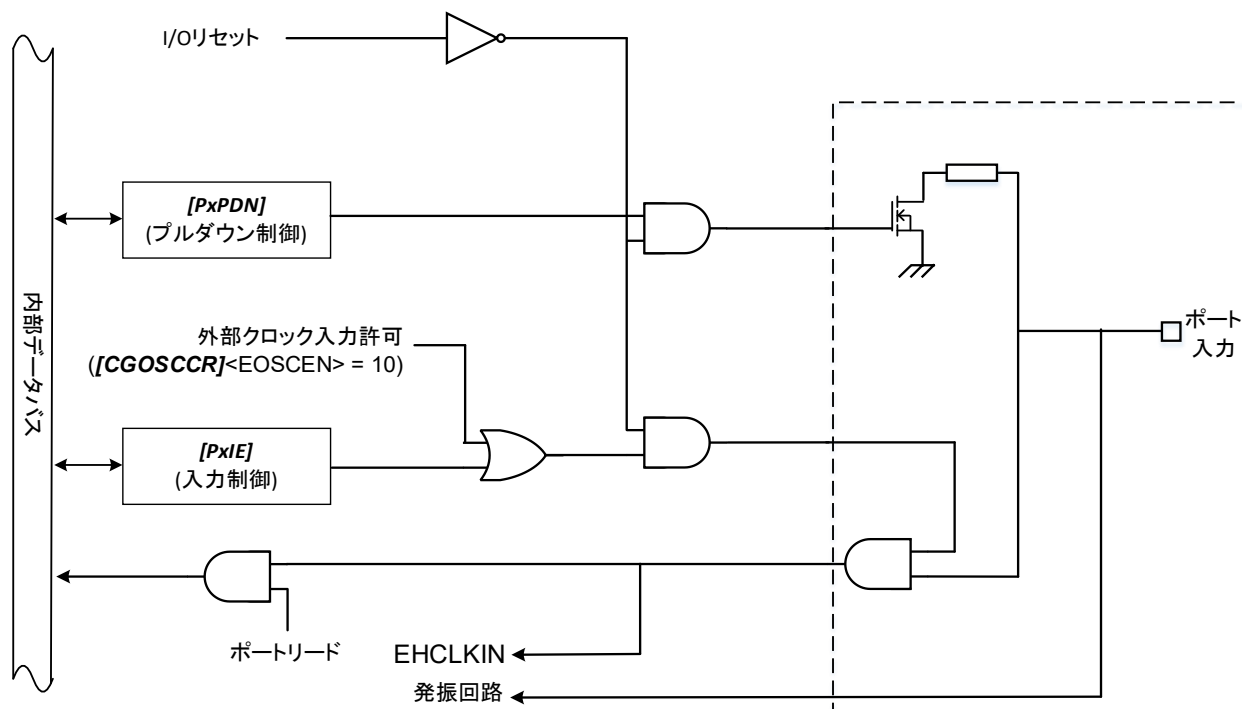 I/Oリセット
[PxPDN]
(プルダウン制御)
内部データバス
外部クロック入力許可
([CGOSCCR]<EOSCEN> = 10)
ポート
入力
[PxIE]
(入力制御)
ポートリード
EHCLKIN
発振回路